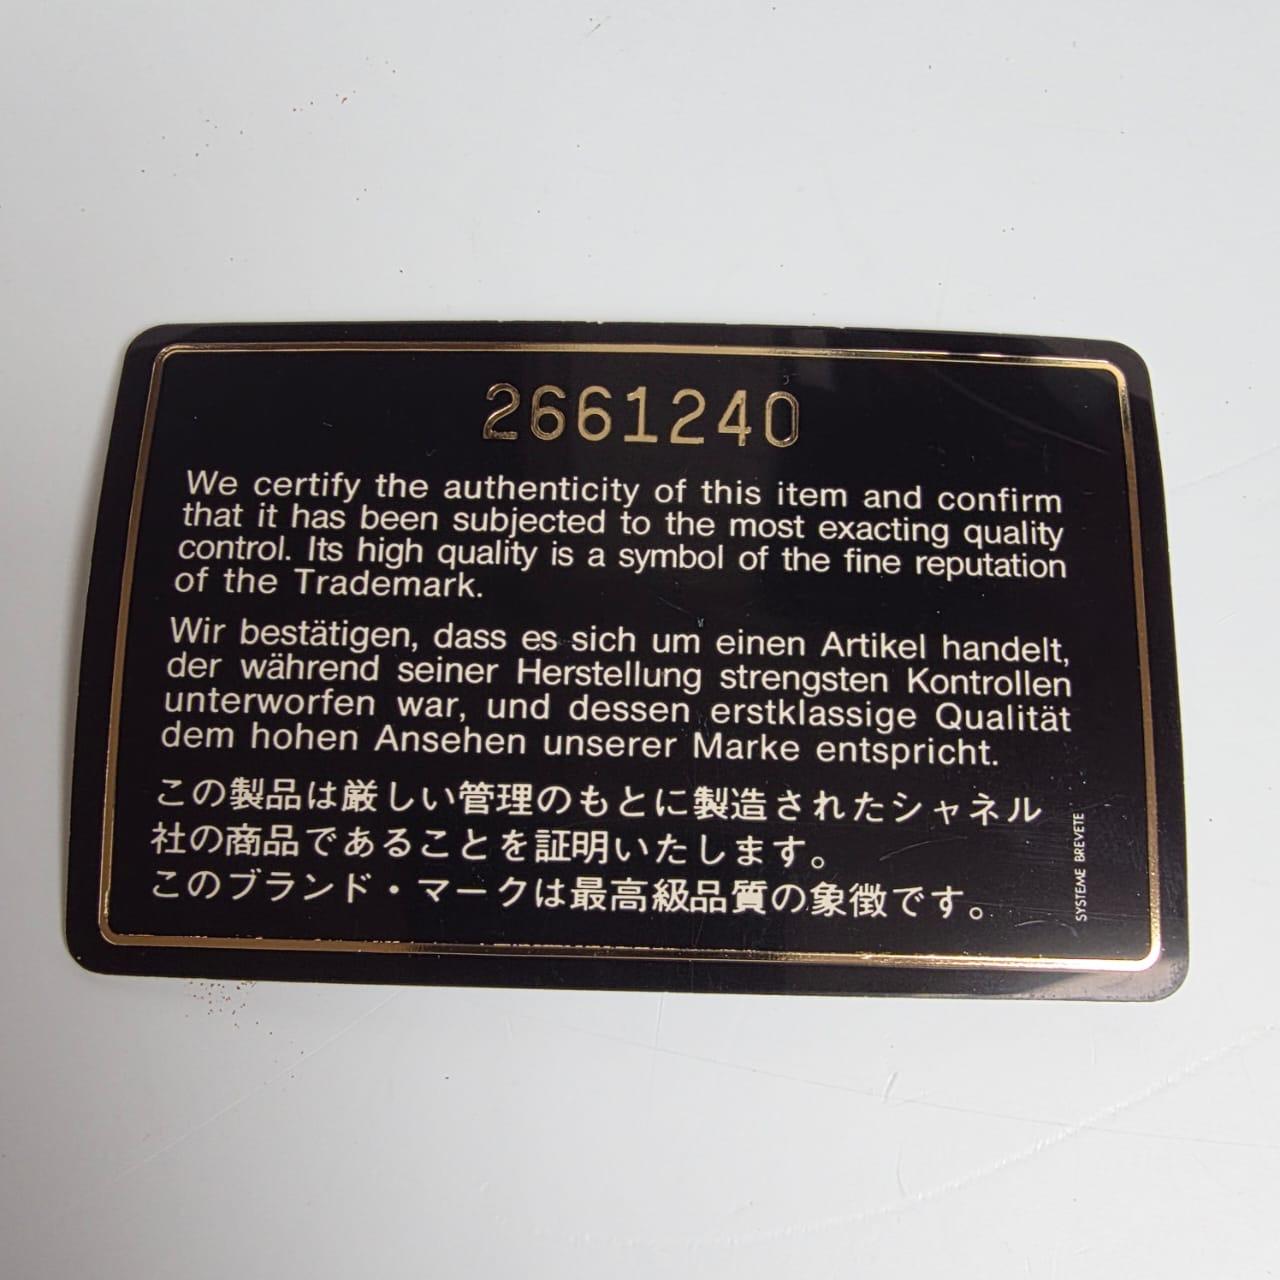 2661240
We certify the authenticity of this item and confirm
that it has been subjected to the most exacting quality
control. Its high quality is a symbol of the fine reputation
of the Trademark.
Wir bestätigen, dass es sich um einen Artikel handelt,
der während seiner Herstellung strengsten Kontrollen
unterworfen war, und dessen erstklassige Qualität
dem hohen Ansehen unserer Marke entspricht.
この製品は厳しい管理のもとに製造されたシャネル
社の商品であることを証明いたします。
このブランド・マークは最高級品質の象徴です。
SYSTEME BREVETE